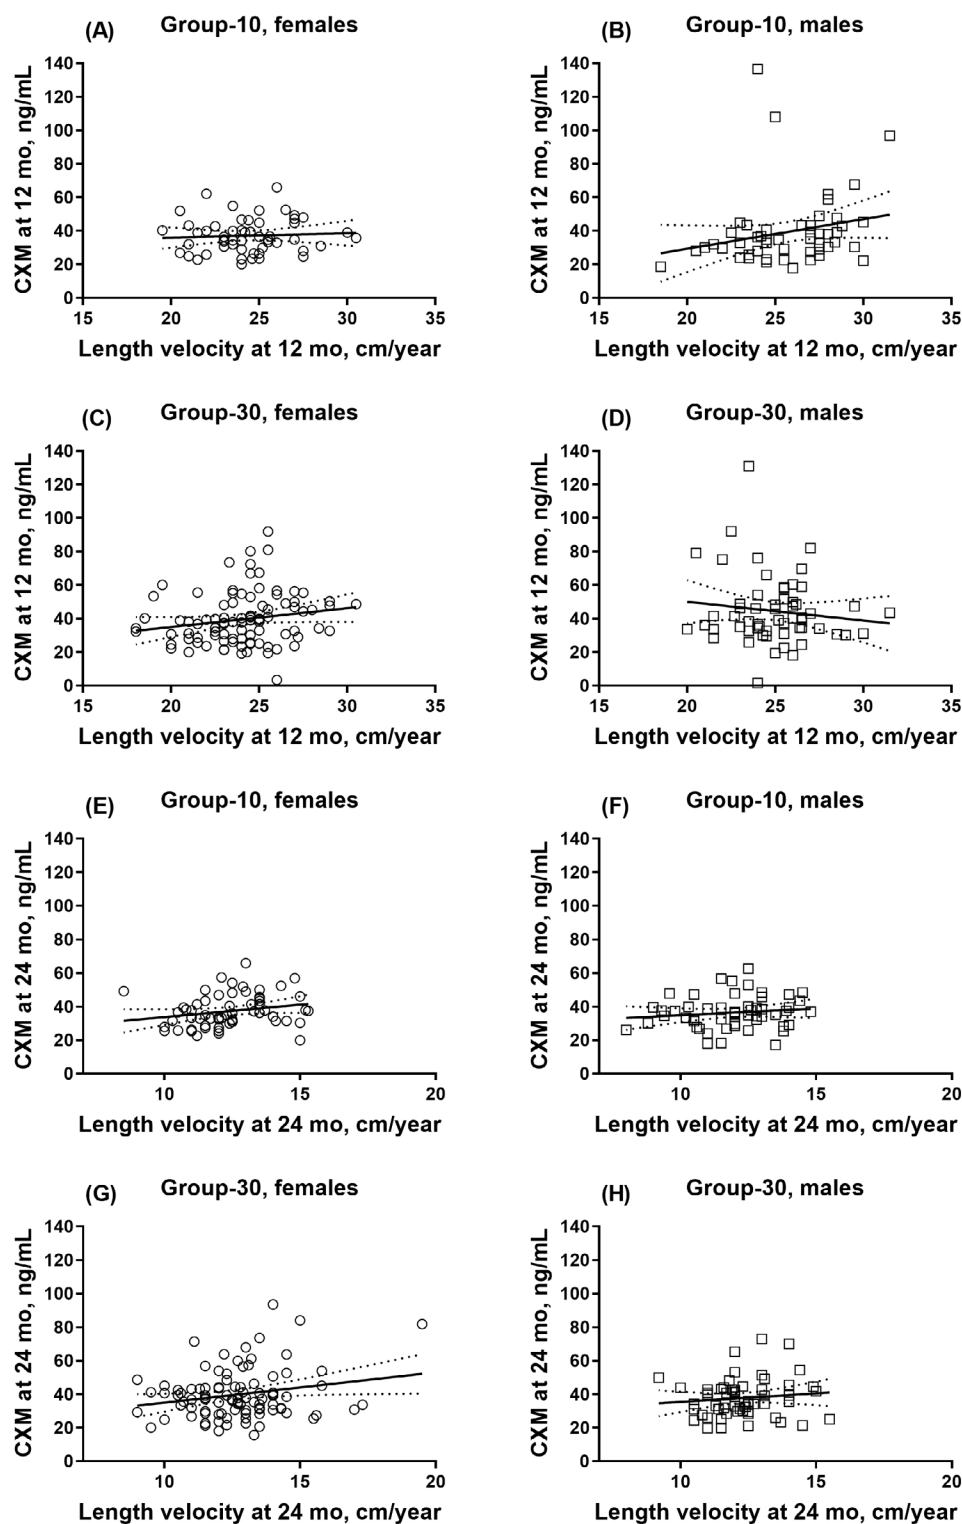 (A) Group-10, females
CXM at 12 mo, ng/mL
140
120
100
80
60
40
20
0
15 20 25 30 35
Length velocity at 12 mo, cm/year
(B) Group-10, males
CXM at 12 mo, ng/mL
140
120
100
80
60
40
20
0
15 20 25 30 35
Length velocity at 12 mo, cm/year
(C) Group-30, females
CXM at 12 mo, ng/mL
140
120
100
80
60
40
20
0
15 20 25 30 35
Length velocity at 12 mo, cm/year
(D) Group-30, males
CXM at 12 mo, ng/mL
140
120
100
80
60
40
20
0
15 20 25 30 35
Length velocity at 12 mo, cm/year
(E) Group-10, females
CXM at 24 mo, ng/mL
140
120
100
80
60
40
20
0
10 15 20
Length velocity at 24 mo, cm/year
(F) Group-10, males
CXM at 24 mo, ng/mL
140
120
100
80
60
40
20
0
10 15 20
Length velocity at 24 mo, cm/year
(G) Group-30, females
CXM at 24 mo, ng/mL
140
120
100
80
60
40
20
0
10 15 20
Length velocity at 24 mo, cm/year
(H) Group-30, males
CXM at 24 mo, ng/mL
140
120
100
80
60
40
20
0
10 15 20
Length velocity at 24 mo, cm/year